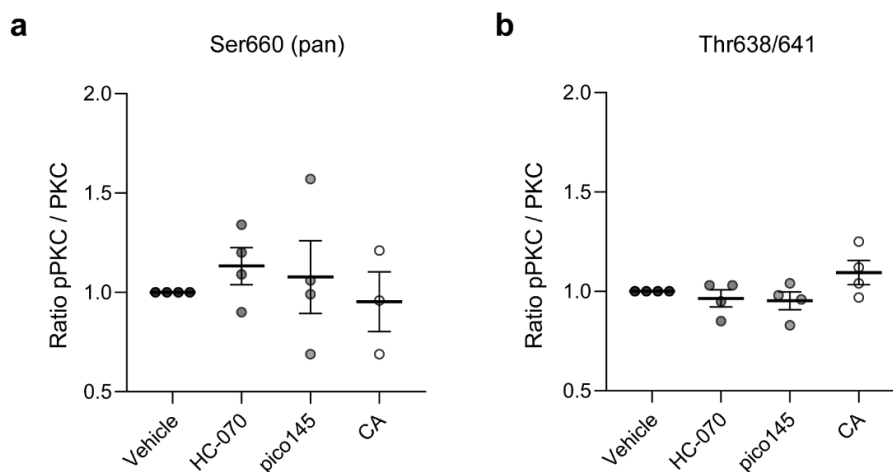 a
Ser660 (pan)
Ratio pPKC / PKC
2.0
1.5
1.0
0.5
Vehicle
HC-070
pico145
CA
b
Thr638/641
Ratio pPKC / PKC
2.0
1.5
1.0
0.5
Vehicle
HC-070
pico145
CA